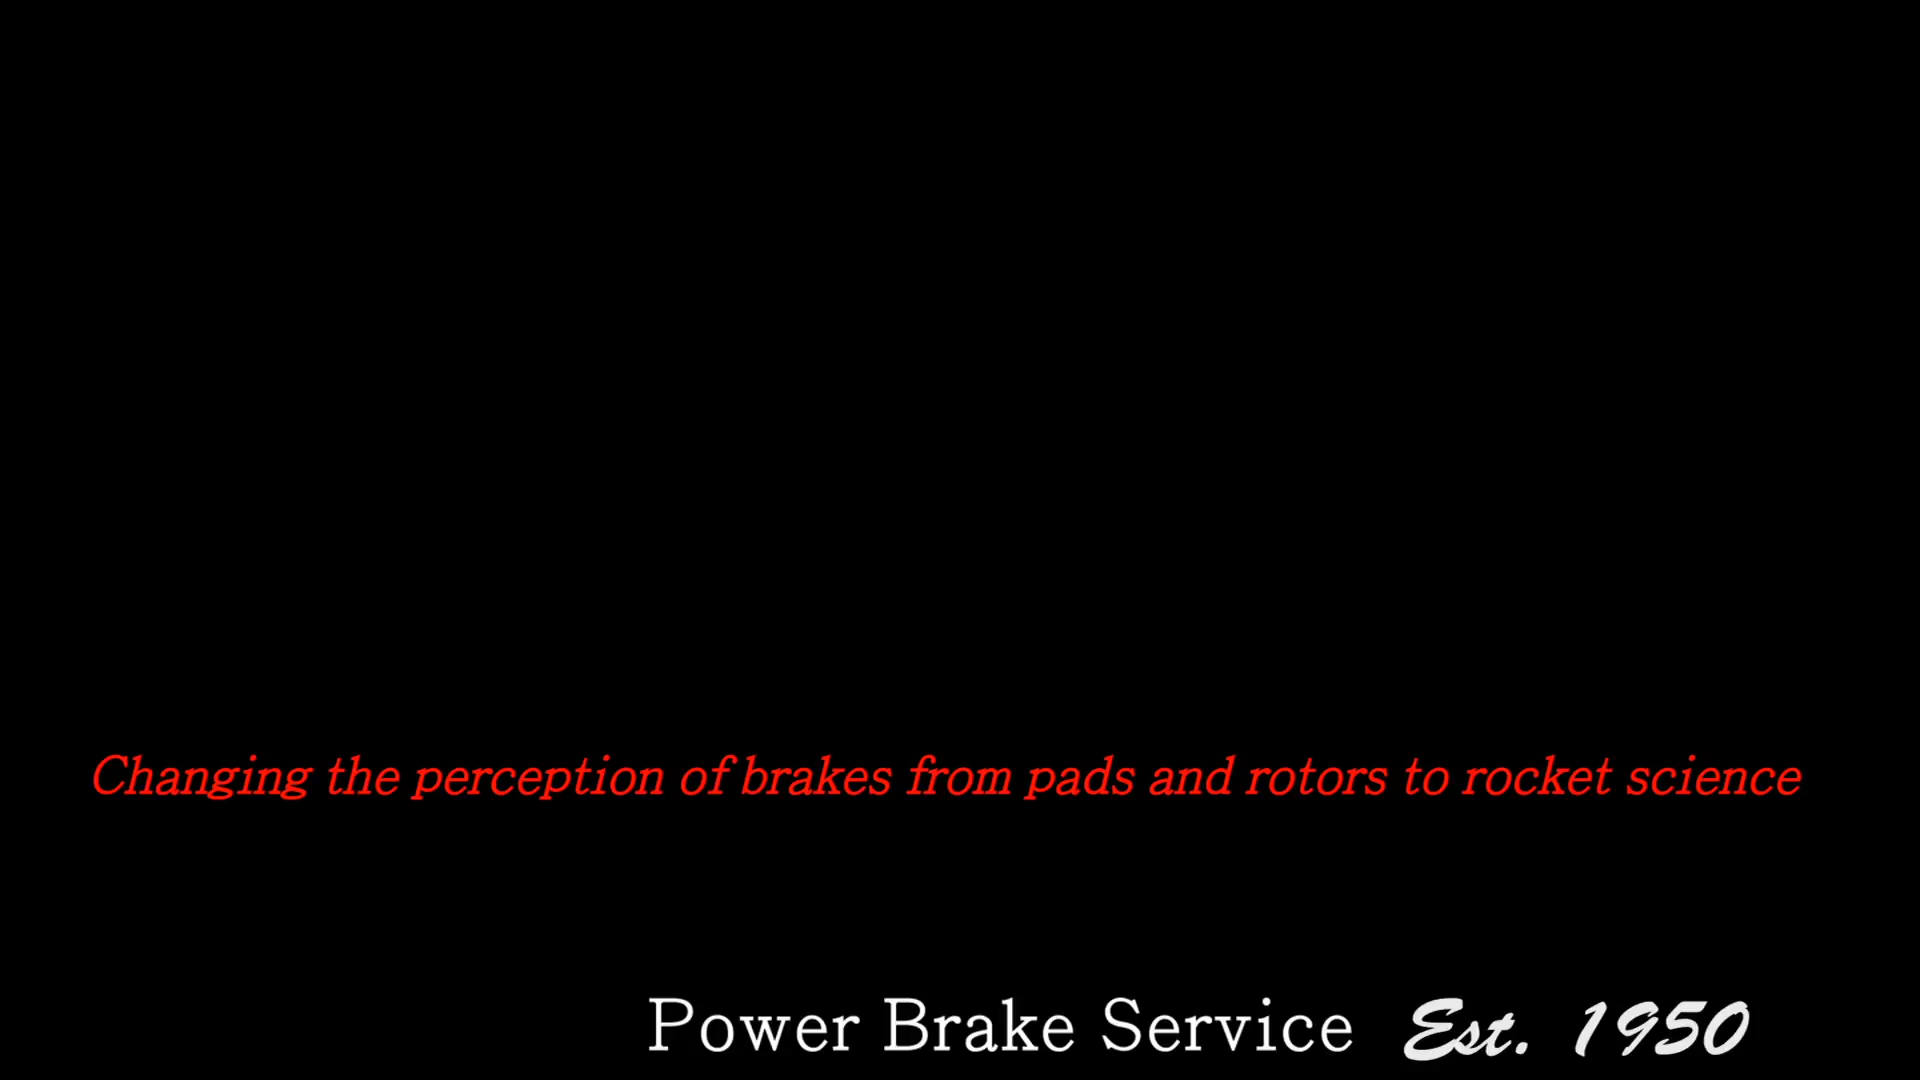 Changing the perception of brakes from pads and rotors to rocket science
Power Brake Service Est. 1950